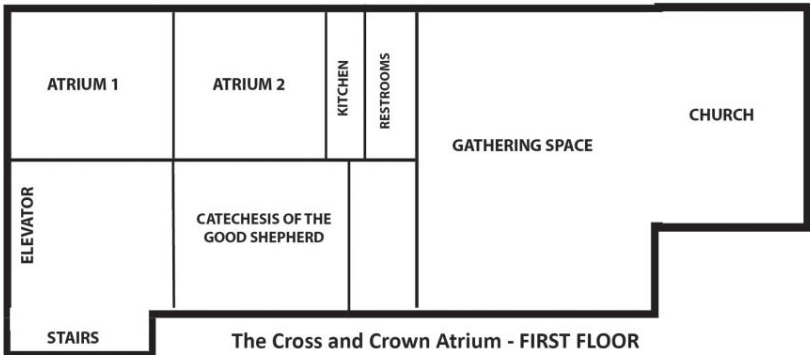 ATRIUM 1
ATRIUM 2
KITCHEN
RESTROOMS
GATHERING SPACE
CHURCH
ELEVATOR
CATECHESIS OF THE
GOOD SHEPHERD
STAIRS
The Cross and Crown Atrium - FIRST FLOOR